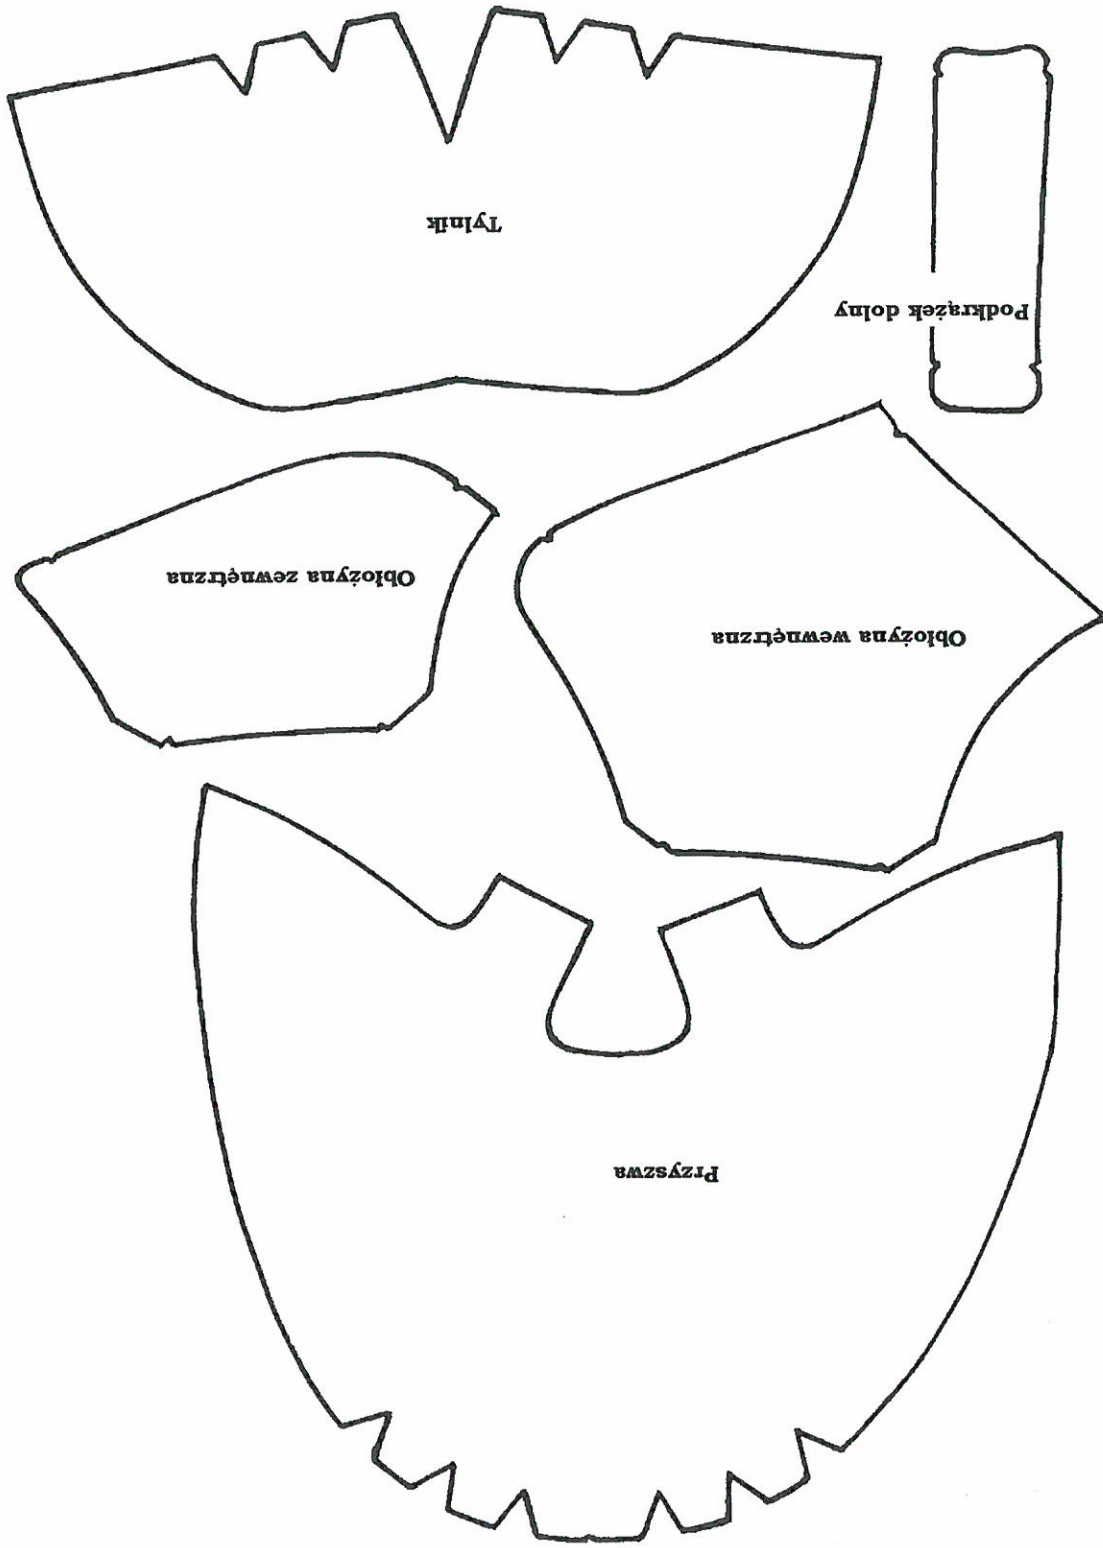 Przyszwa
Obłożyna wewnętrzna
Obłożyna zewnętrzna
Podkrążek dolny
Tylnik